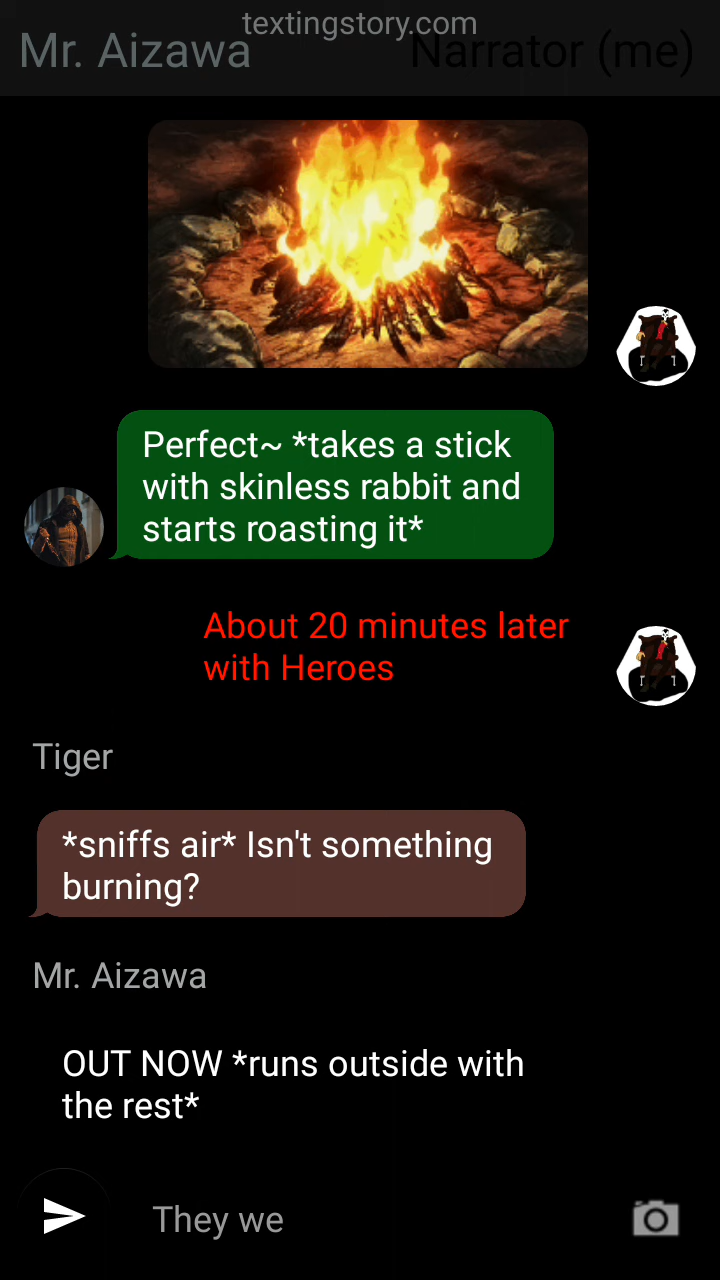 textingstory.com
Mr. Aizawa
Narrator (me)
Perfect~ *takes a stick
with skinless rabbit and
starts roasting it*
About 20 minutes later
with Heroes
Tiger
*sniffs air* Isn't something
burning?
Mr. Aizawa
OUT NOW *runs outside with
the rest*
They we